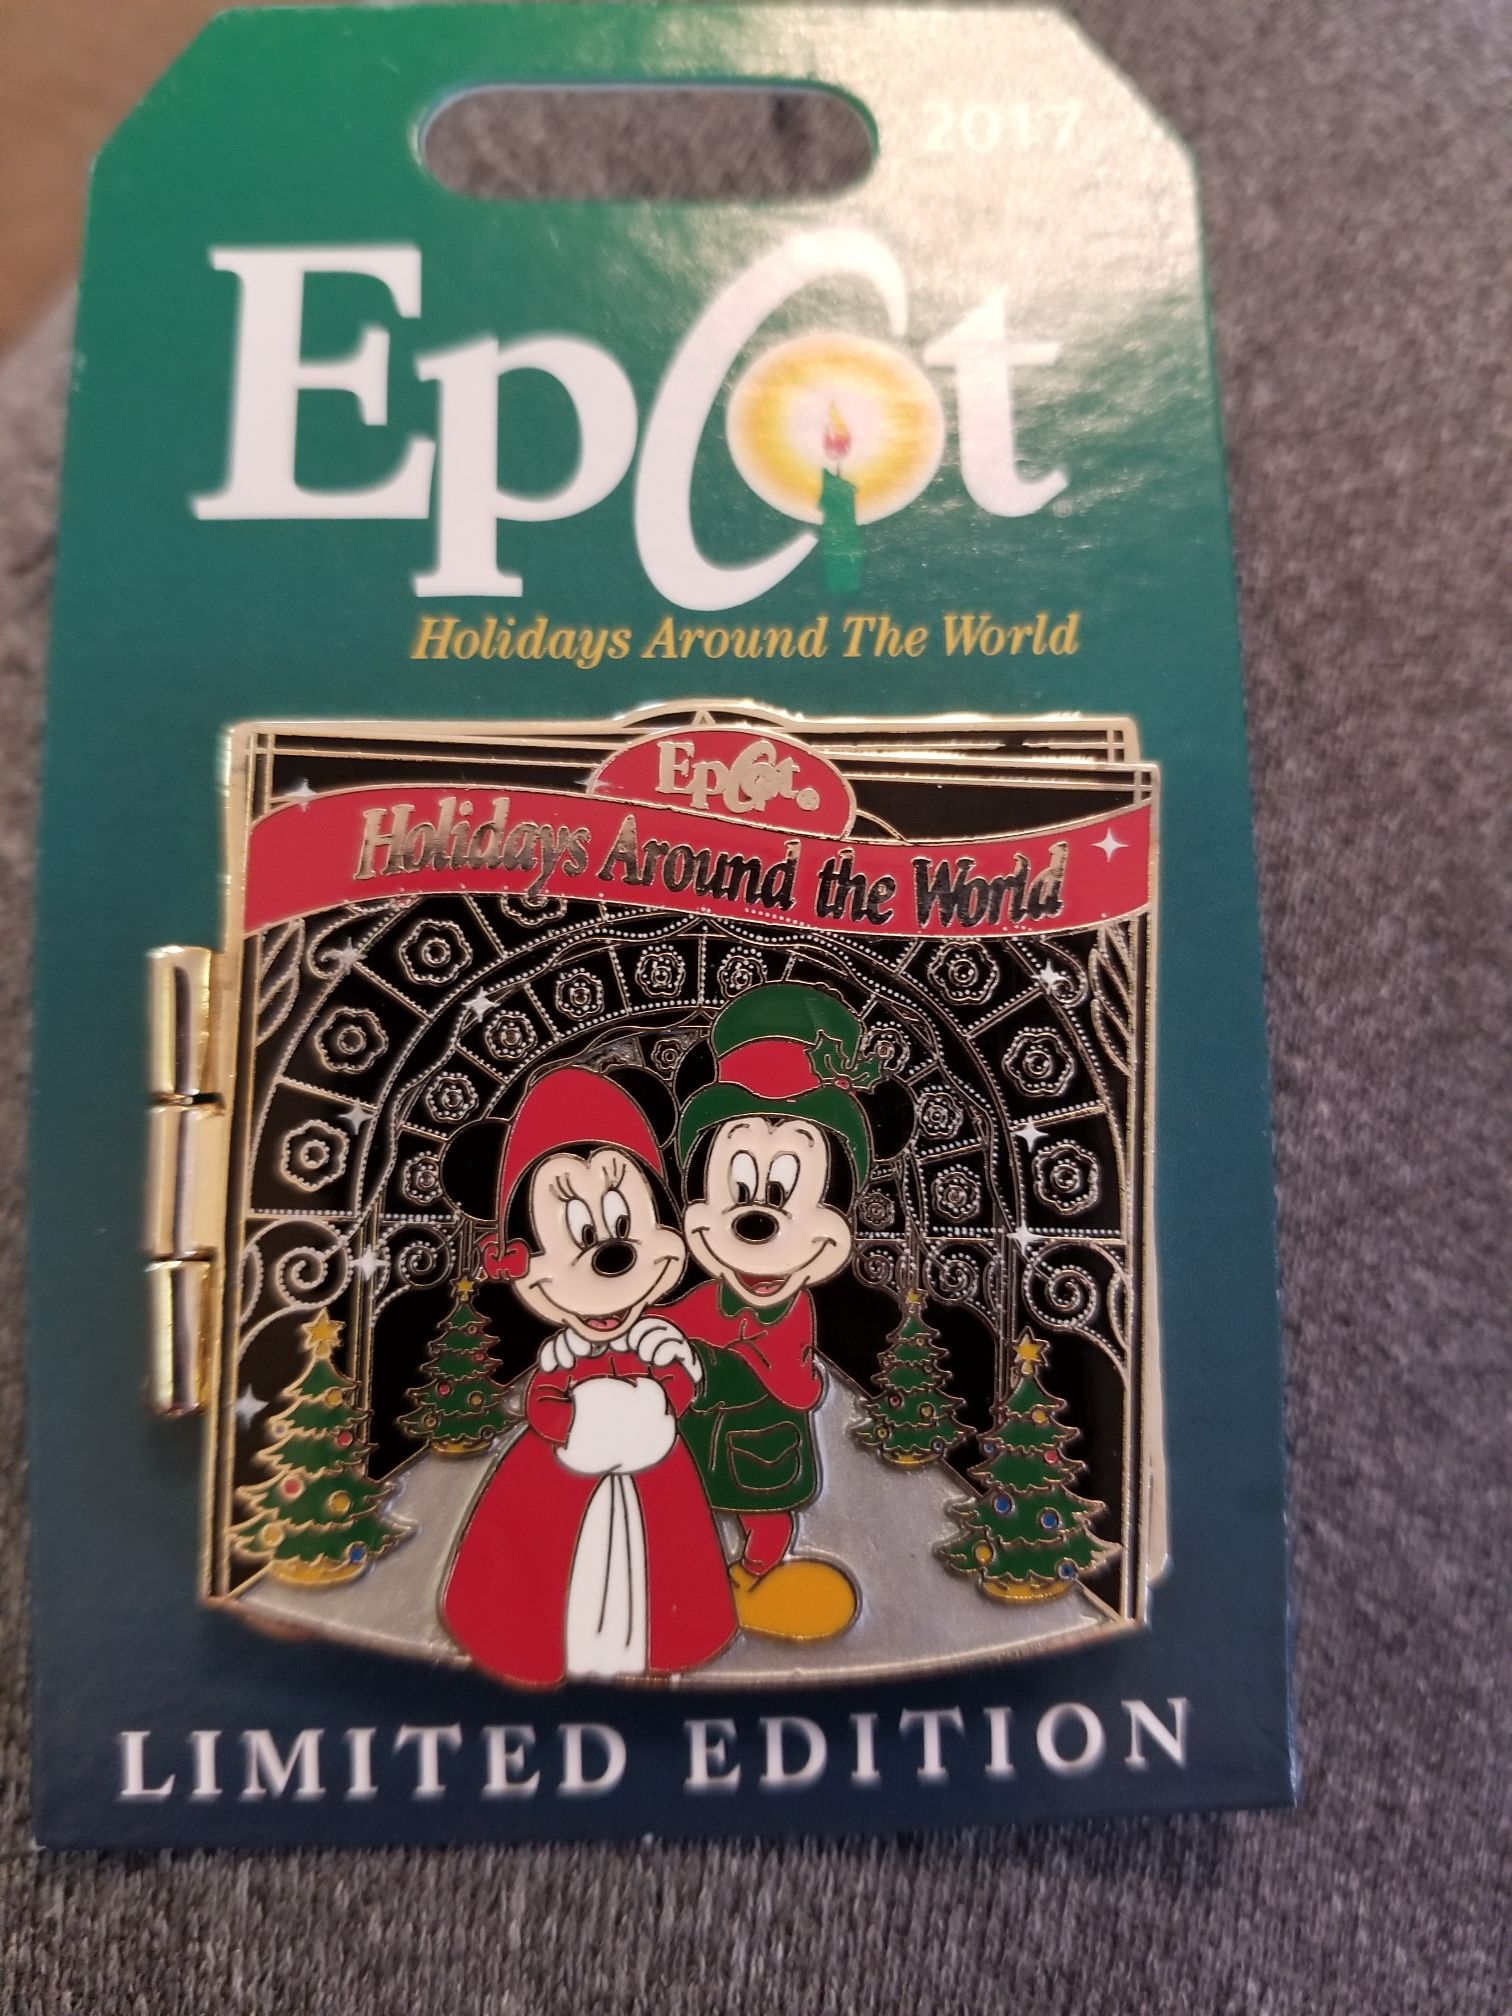 2017
Epcot®
Holidays Around The World
Epcot®
Holidays Around the World
LIMITED EDITION